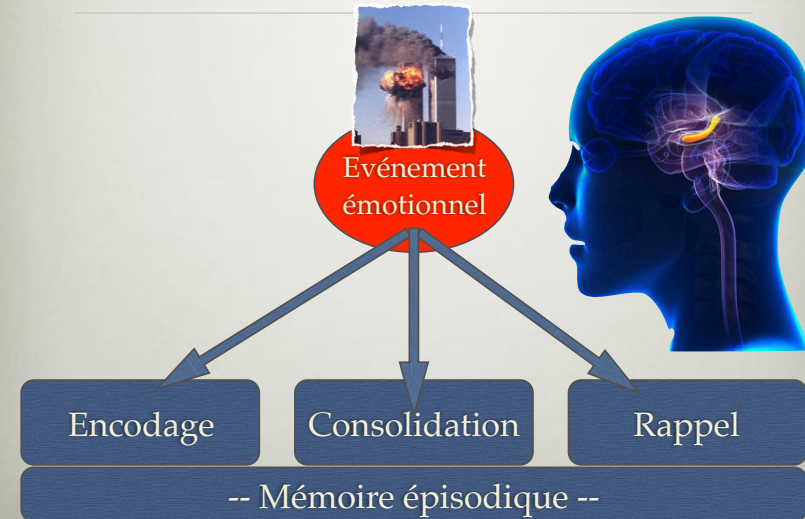 Evénement
émotionnel
Encodage
Consolidation
Rappel
-- Mémoire épisodique --